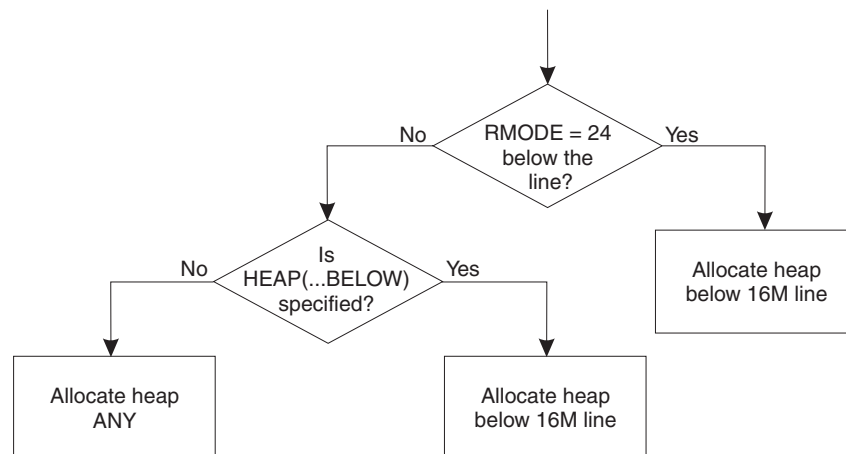 RMODE = 24
below the
line?
No
Yes
Is
HEAP(...BELOW)
specified?
No
Yes
Allocate heap
below 16M line
Allocate heap
ANY
Allocate heap
below 16M line